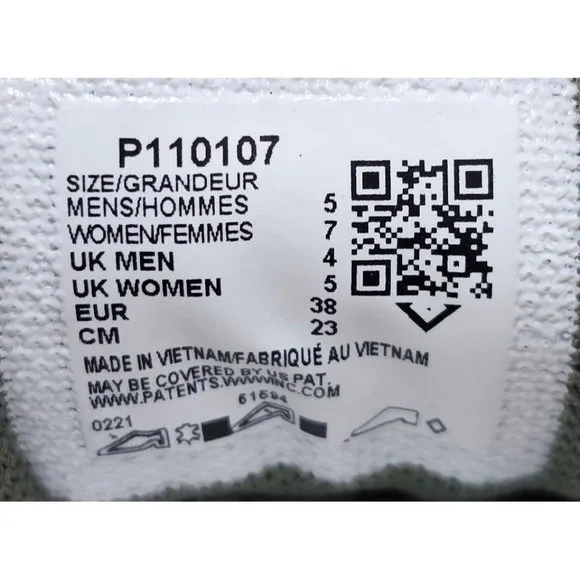 P110107
SIZE/GRANDEUR
MENS/HOMMES 5
WOMEN/FEMMES 7
UK MEN 4
UK WOMEN 5
EUR 38
CM 23
MADE IN VIETNAM/FABRIQUÉ AU VIETNAM
MAY BE COVERED BY US PAT.
WWW.PATENTS.WWWINC.COM
0221 61594